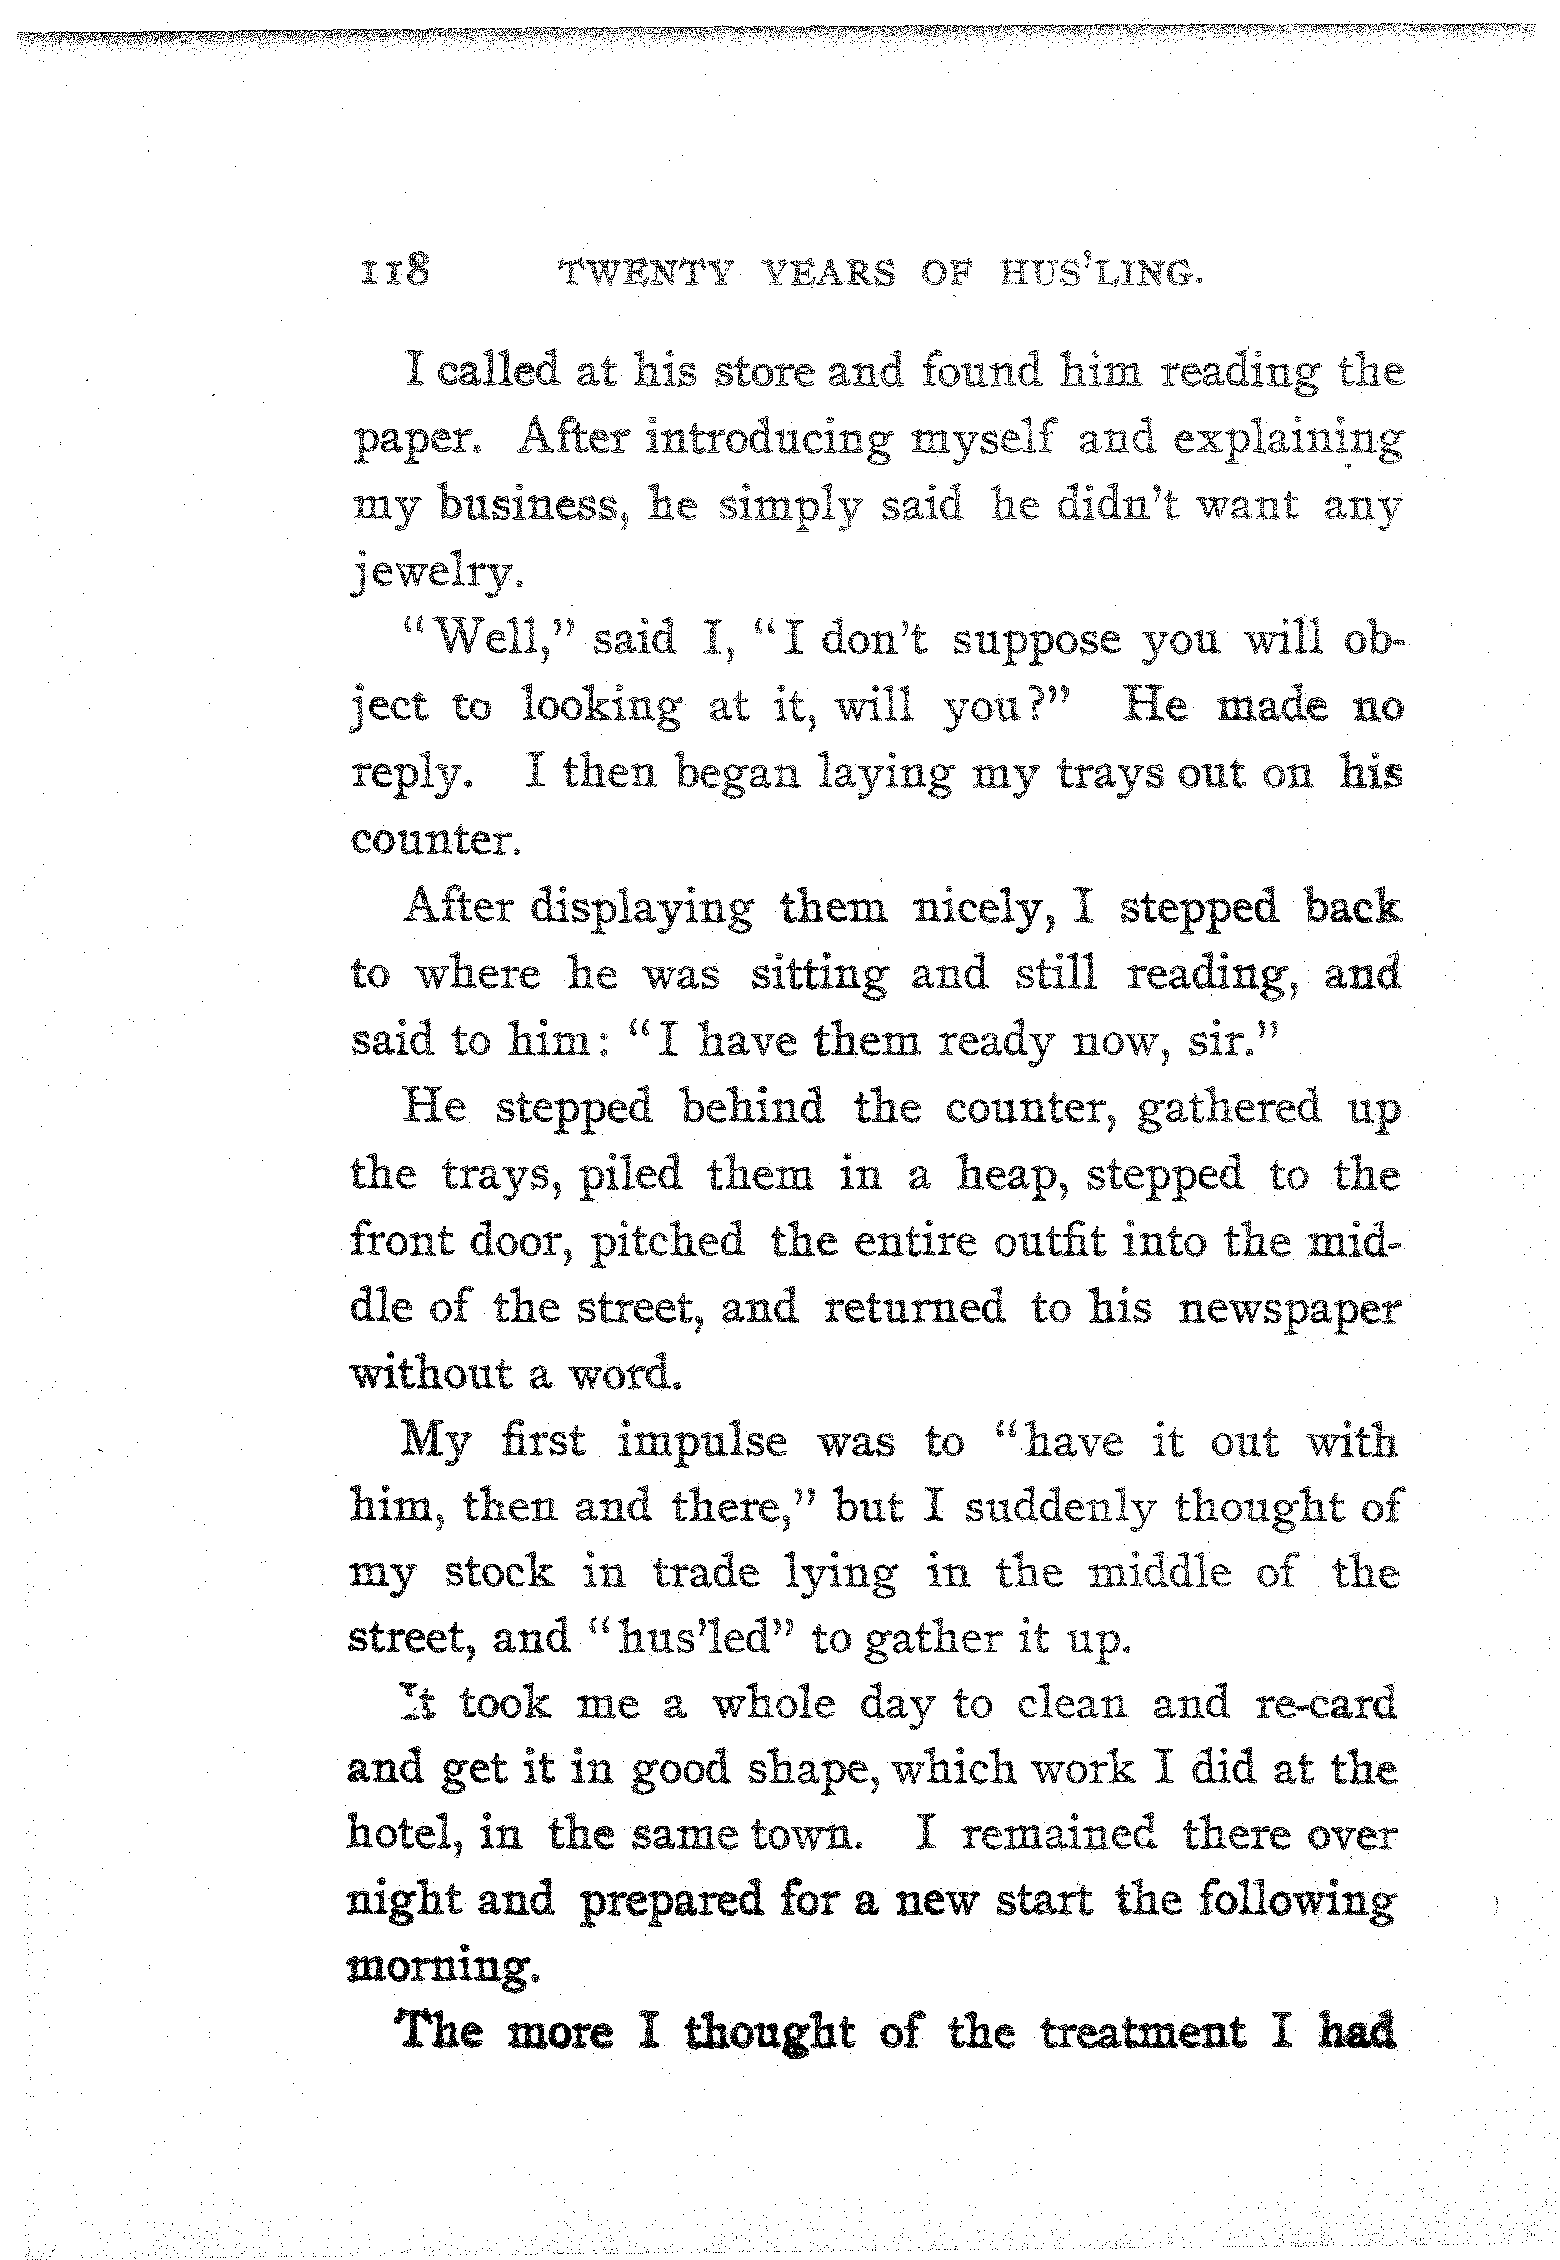 118 TWENTY YEARS OF HUS'LING.
I called at his store and found him reading the
paper. After introducing myself and explaining
my business, he simply said he didn't want any
jewelry.
"Well," said I, "I don't suppose you will ob-
ject to looking at it, will you?" He made no
reply. I then began laying my trays out on his
counter.
After displaying them nicely, I stepped back
to where he was sitting and still reading, and
said to him: "I have them ready now, sir."
He stepped behind the counter, gathered up
the trays, piled them in a heap, stepped to the
front door, pitched the entire outfit into the mid-
dle of the street, and returned to his newspaper
without a word.
My first impulse was to "have it out with
him, then and there," but I suddenly thought of
my stock in trade lying in the middle of the
street, and "hus'led" to gather it up.
It took me a whole day to clean and re-card
and get it in good shape, which work I did at the
hotel, in the same town. I remained there over
night and prepared for a new start the following
morning.
The more I thought of the treatment I had